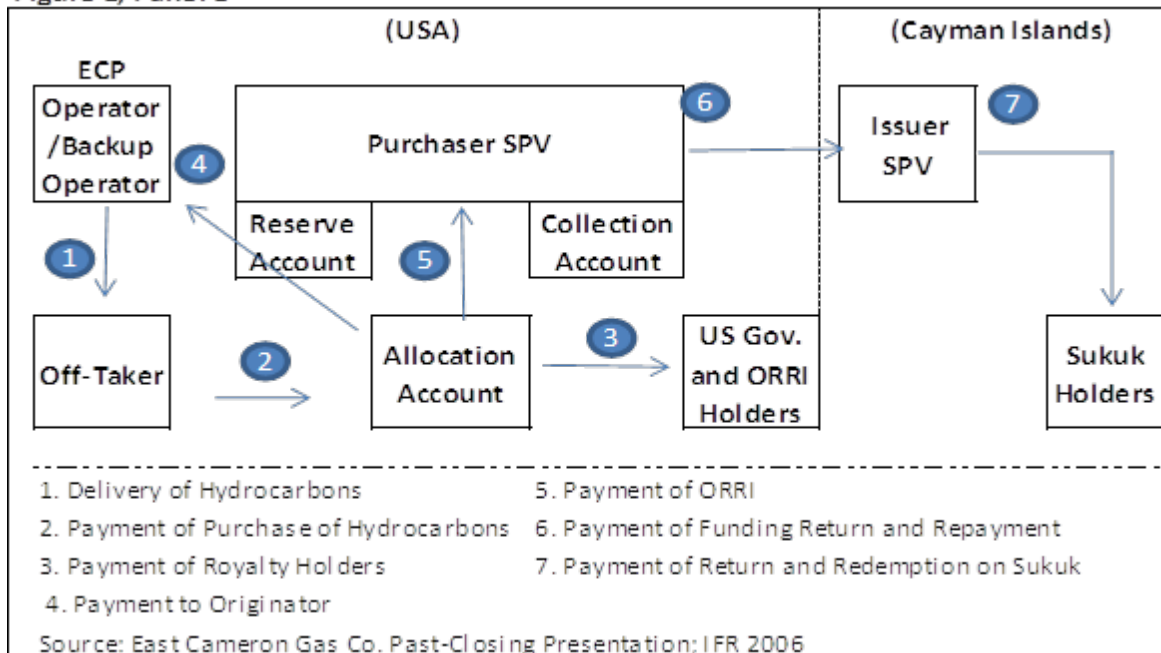 (USA)
(Cayman Islands)
ECP
Operator
/Backup
Operator
4
Purchaser SPV
6
Issuer
SPV
7
Reserve
Account
Collection
Account
1
5
Off-Taker
2
Allocation
Account
3
US Gov.
and ORRI
Holders
Sukuk
Holders
1. Delivery of Hydrocarbons
2. Payment of Purchase of Hydrocarbons
3. Payment of Royalty Holders
4. Payment to Originator
5. Payment of ORRI
6. Payment of Funding Return and Repayment
7. Payment of Return and Redemption on Sukuk
Source: East Cameron Gas Co. Past-Closing Presentation; IFR 2006